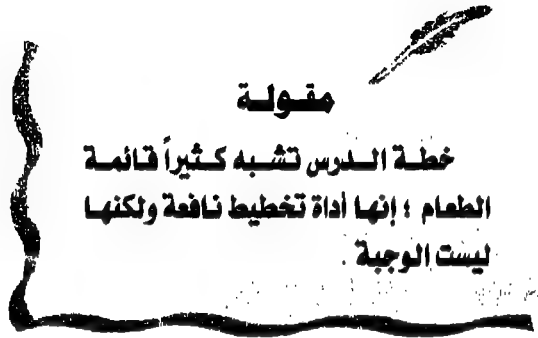 مقولة
خطة الدرس تشبه كثيراً قائمة
الطعام ؛ إنها أداة تخطيط نافعة ولكنها
ليست الوجبة .